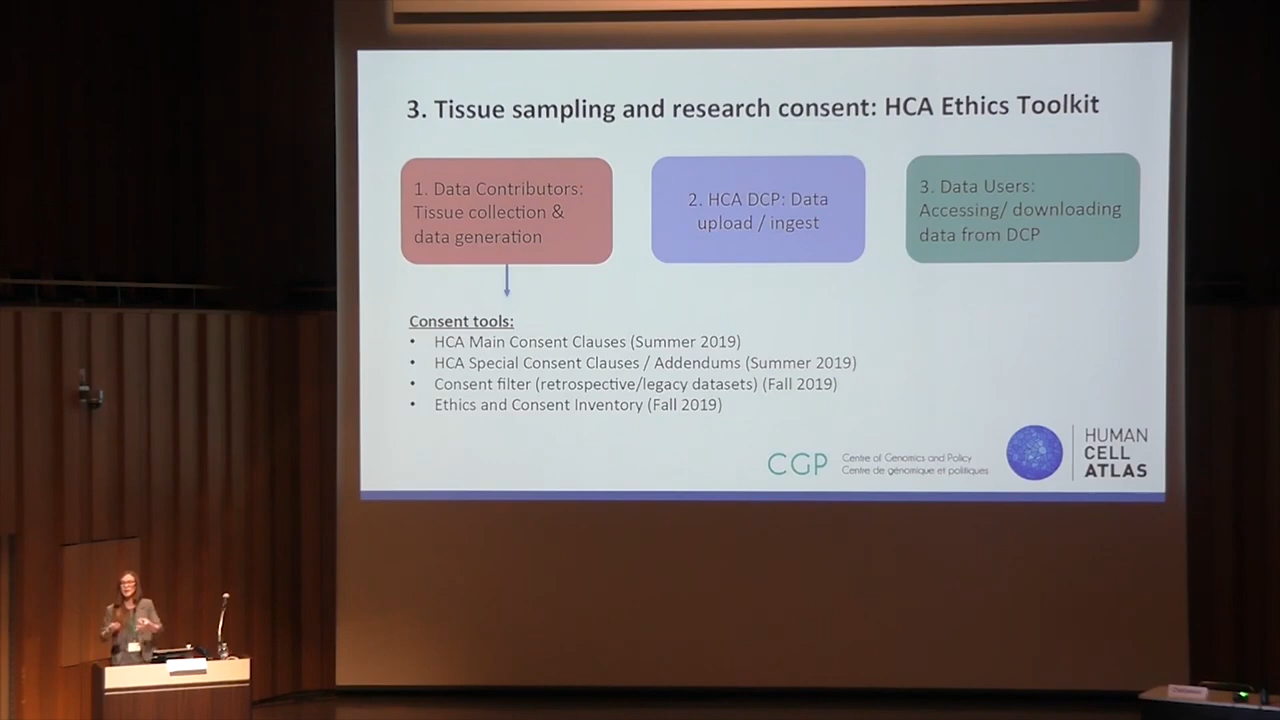 3. Tissue sampling and research consent: HCA Ethics Toolkit
1. Data Contributors:
Tissue collection &
data generation
2. HCA DCP: Data
upload / ingest
3. Data Users:
Accessing/ downloading
data from DCP
Consent tools:
• HCA Main Consent Clauses (Summer 2019)
• HCA Special Consent Clauses / Addendums (Summer 2019)
• Consent filter (retrospective/legacy datasets) (Fall 2019)
• Ethics and Consent Inventory (Fall 2019)
CGP
Centre of Genomics and Policy
Centre de génomique et politiques
HUMAN
CELL
ATLAS